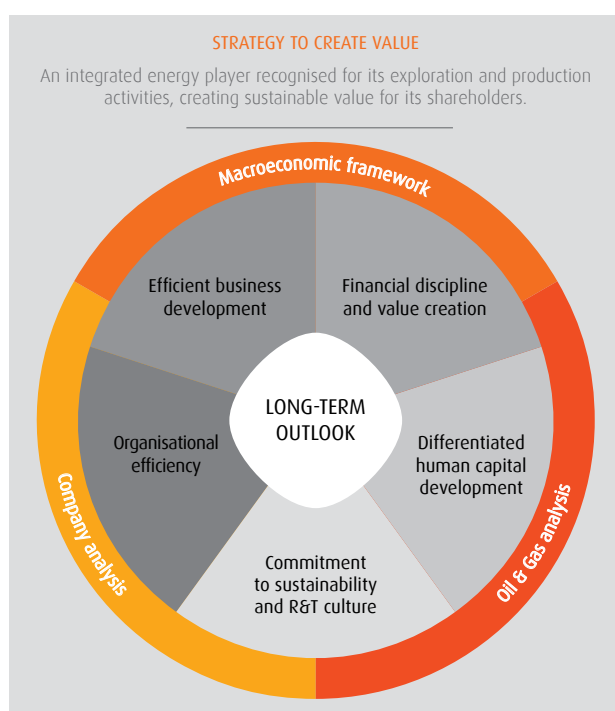 STRATEGY TO CREATE VALUE
An integrated energy player recognised for its exploration and production
activities, creating sustainable value for its shareholders.
Macroeconomic framework
Efficient business
development
Financial discipline
and value creation
LONG-TERM
OUTLOOK
Organisational
efficiency
Differentiated
human capital
development
Commitment
to sustainability
and R&T culture
Company analysis
Oil & Gas analysis